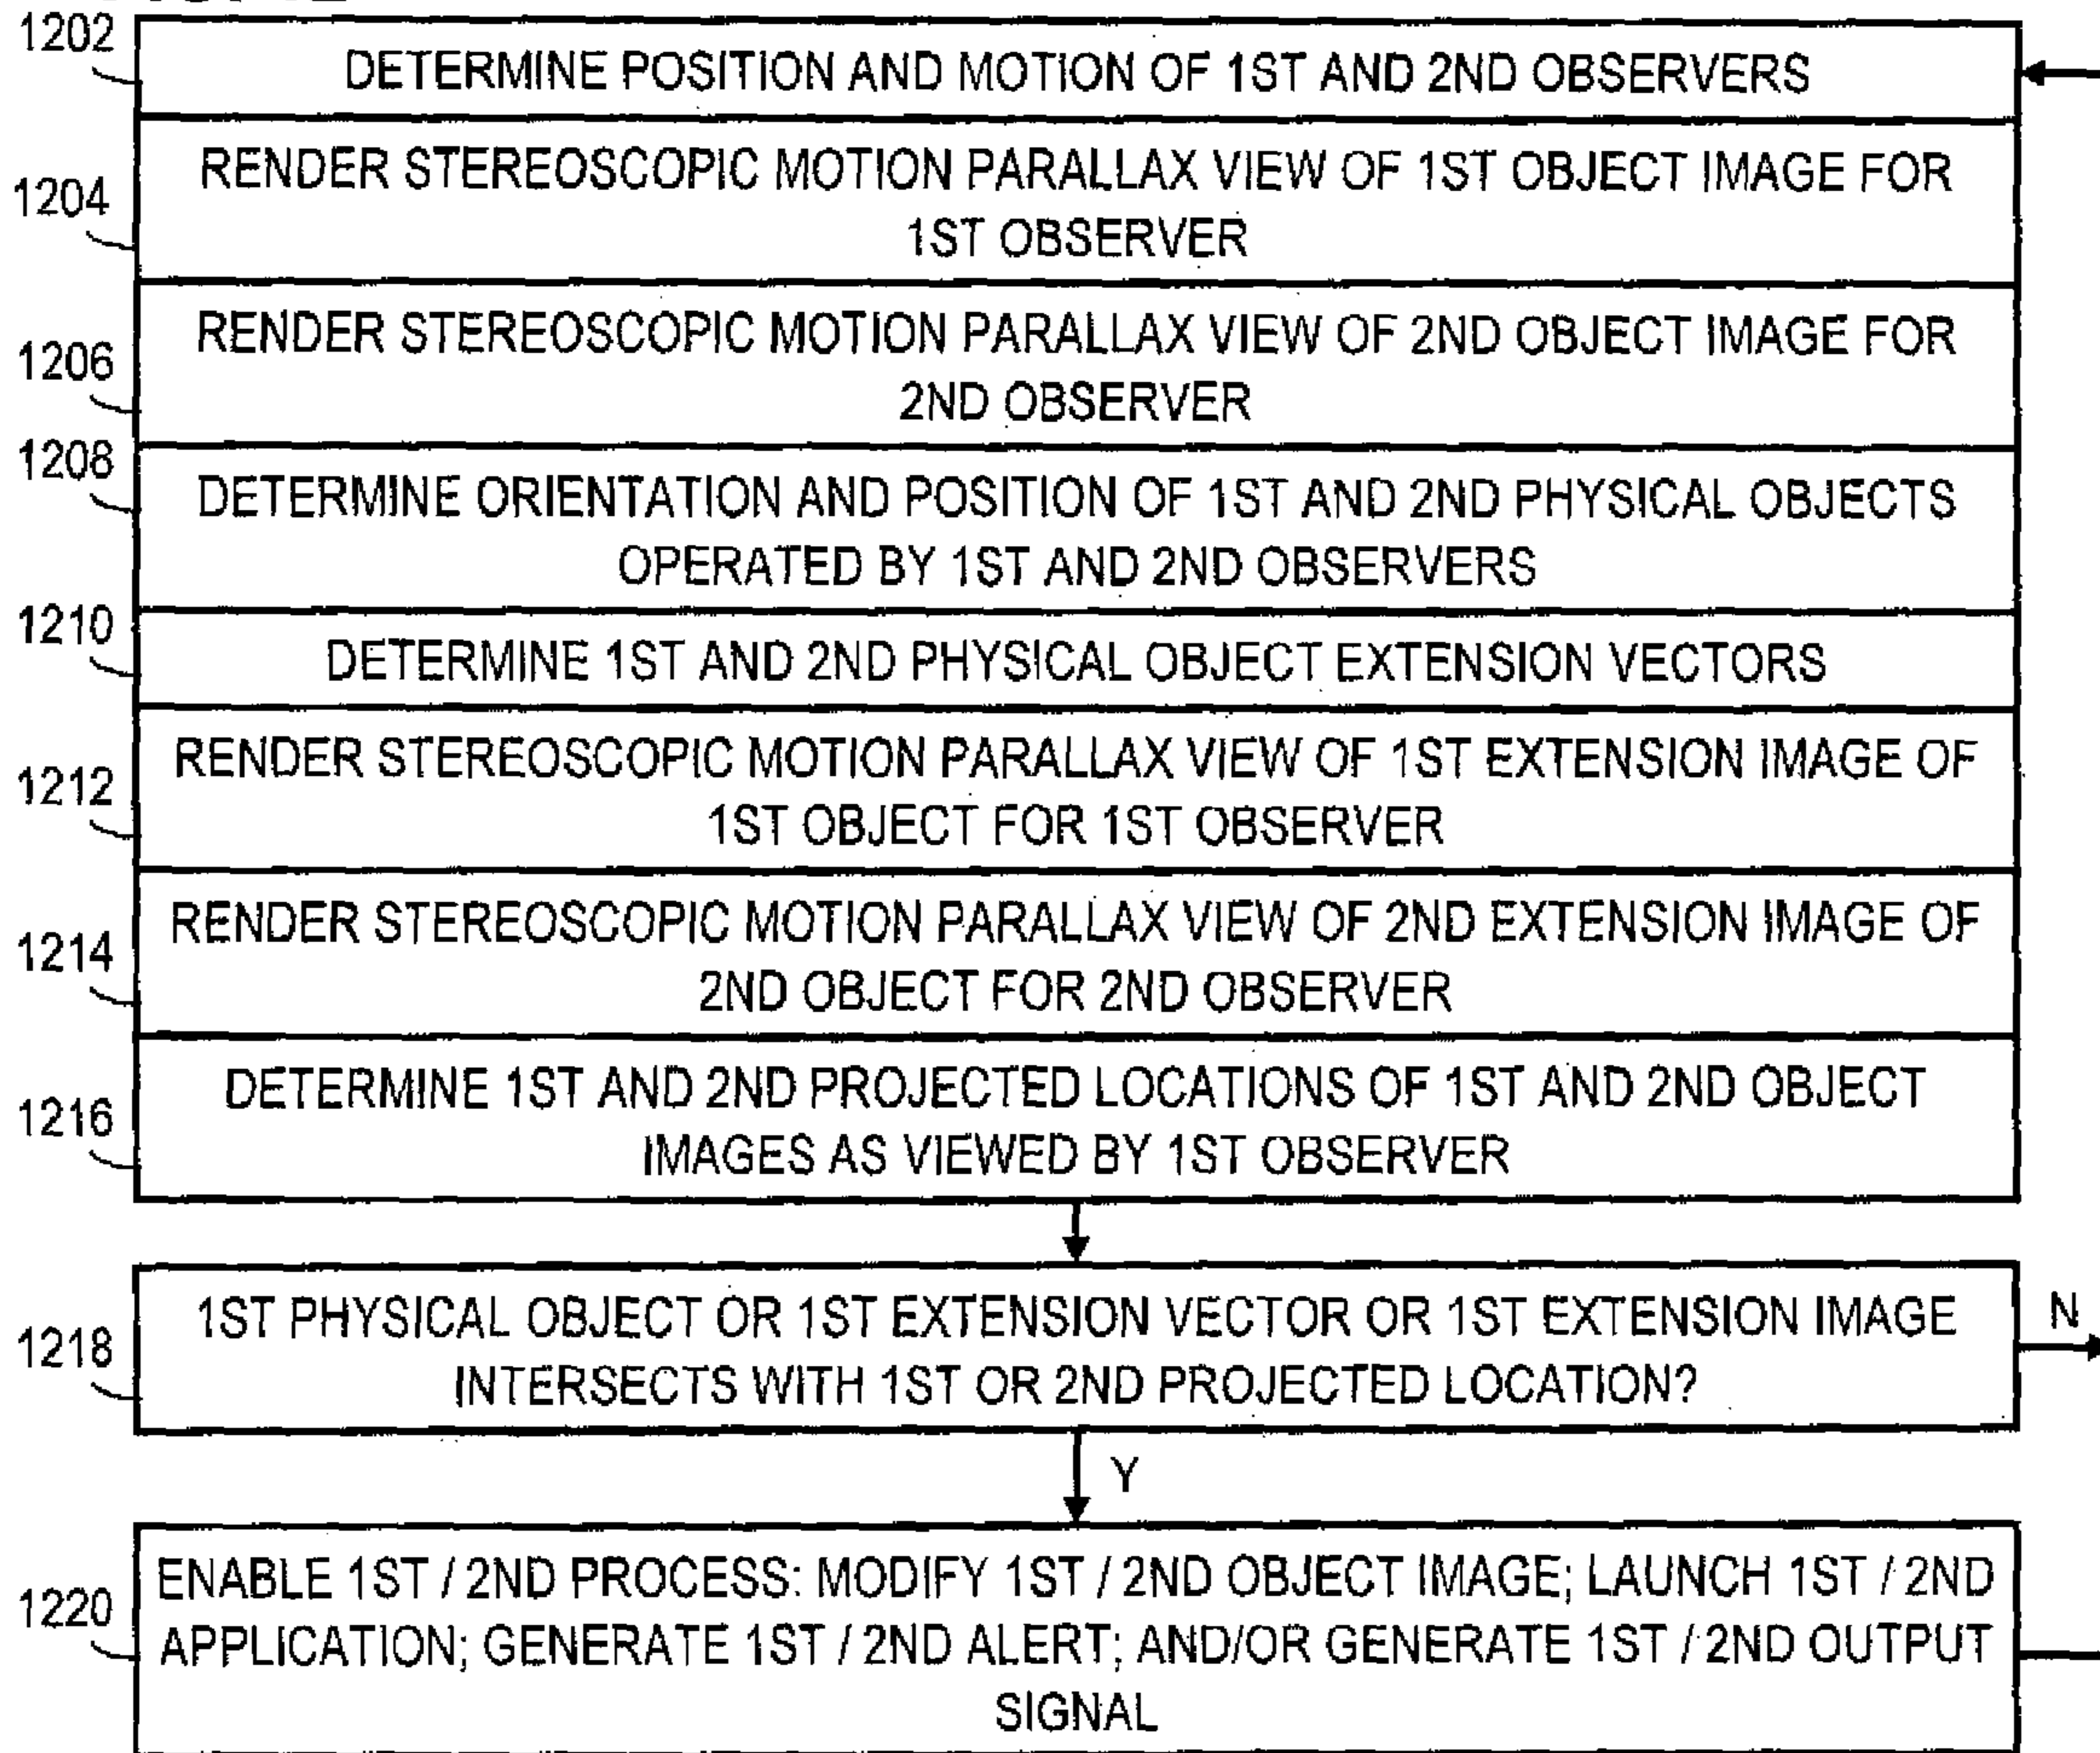 1202
DETERMINE POSITION AND MOTION OF 1ST AND 2ND OBSERVERS
1204
RENDER STEREOSCOPIC MOTION PARALLAX VIEW OF 1ST OBJECT IMAGE FOR
1ST OBSERVER
1206
RENDER STEREOSCOPIC MOTION PARALLAX VIEW OF 2ND OBJECT IMAGE FOR
2ND OBSERVER
1208
DETERMINE ORIENTATION AND POSITION OF 1ST AND 2ND PHYSICAL OBJECTS
OPERATED BY 1ST AND 2ND OBSERVERS
1210
DETERMINE 1ST AND 2ND PHYSICAL OBJECT EXTENSION VECTORS
1212
RENDER STEREOSCOPIC MOTION PARALLAX VIEW OF 1ST EXTENSION IMAGE OF
1ST OBJECT FOR 1ST OBSERVER
1214
RENDER STEREOSCOPIC MOTION PARALLAX VIEW OF 2ND EXTENSION IMAGE OF
2ND OBJECT FOR 2ND OBSERVER
1216
DETERMINE 1ST AND 2ND PROJECTED LOCATIONS OF 1ST AND 2ND OBJECT
IMAGES AS VIEWED BY 1ST OBSERVER
1218
1ST PHYSICAL OBJECT OR 1ST EXTENSION VECTOR OR 1ST EXTENSION IMAGE
INTERSECTS WITH 1ST OR 2ND PROJECTED LOCATION?
N
Y
1220
ENABLE 1ST / 2ND PROCESS: MODIFY 1ST / 2ND OBJECT IMAGE; LAUNCH 1ST / 2ND
APPLICATION; GENERATE 1ST / 2ND ALERT; AND/OR GENERATE 1ST / 2ND OUTPUT
SIGNAL